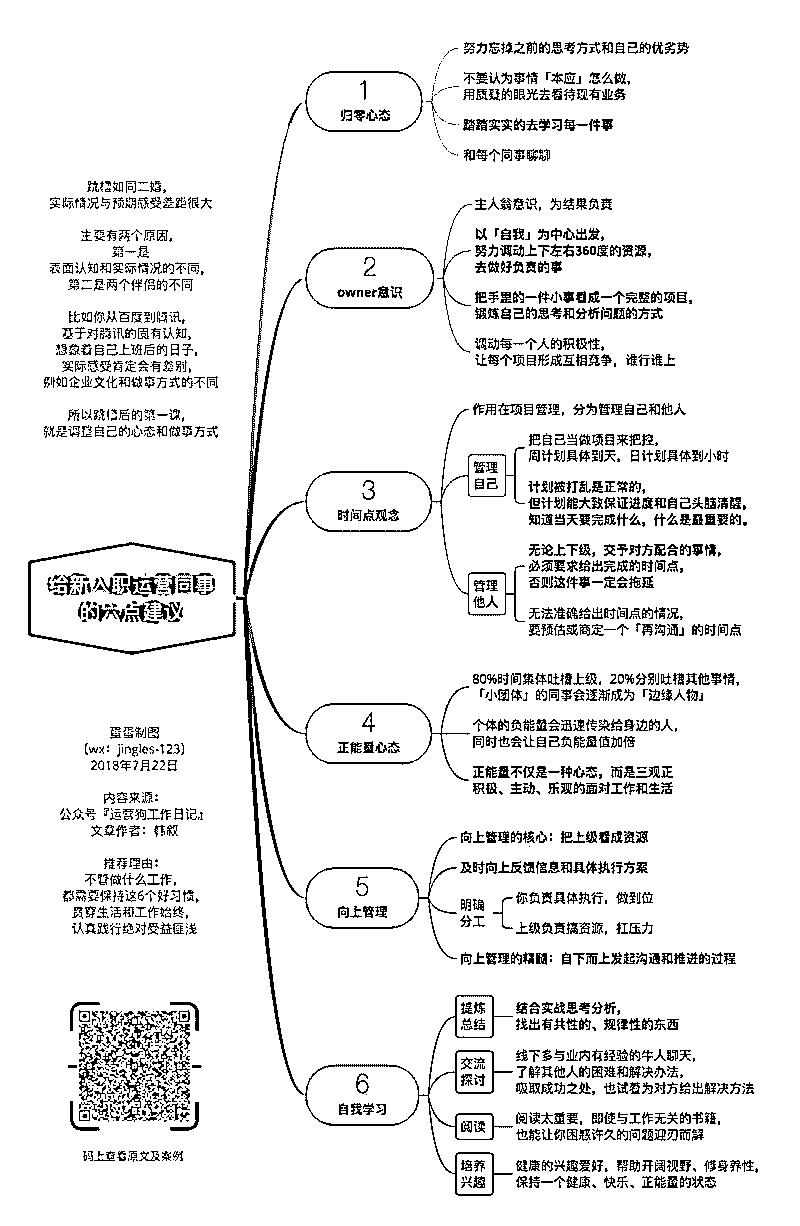 跳槽如同二婚，
实际情况与预期感受差距很大
主要有两个原因，
第一是
表面认知和实际情况的不同，
第二是两个伴侣的不同
比如你从百度到腾讯，
基于对腾讯的固有认知，
想象着自己上班后的日子，
实际感受肯定会有差别，
例如企业文化和做事方式的不同
所以跳槽后的第一课，
就是调整自己的心态和做事方式
给新入职运营同事
的六点建议
蛋蛋制图
（wx：jingles-123）
2018年7月22日
内容来源：
公众号『运营狗工作日记』
文章作者：韩叙
推荐理由：
不管做什么工作，
都需要保持这6个好习惯，
贯穿生活和工作始终，
认真践行绝对受益匪浅
码上查看原文及案例
1
归零心态
努力忘掉之前的思考方式和自己的优劣势
不要认为事情「本应」怎么做，
用质疑的眼光去看待现有业务
踏踏实实的去学习每一件事
和每个同事聊聊
2
owner意识
主人翁意识，为结果负责
以「自我」为中心出发，
努力调动上下左右360度的资源，
去做好负责的事
把手里的一件小事看成一个完整的项目，
锻炼自己的思考和分析问题的方式
调动每一个人的积极性，
让每个项目形成互相竞争，谁行谁上
3
时间点观念
作用在项目管理，分为管理自己和他人
管理
自己
把自己当做项目来把控，
周计划具体到天，日计划具体到小时
计划被打乱是正常的，
但计划能大致保证进度和自己头脑清醒，
知道当天要完成什么，什么是最重要的。
管理
他人
无论上下级，交予对方配合的事情，
必须要求给出完成的时间点，
否则这件事一定会拖延
无法准确给出时间点的情况，
要预估或商定一个「再沟通」的时间点
4
正能量心态
80%时间集体吐槽上级，20%分别吐槽其他事情，
「小团体」的同事会逐渐成为「边缘人物」
个体的负能量会迅速传染给身边的人，
同时也会让自己负能量值加倍
正能量不仅是一种心态，而是三观正
积极、主动、乐观的面对工作和生活
5
向上管理
向上管理的核心：把上级看成资源
及时向上反馈信息和具体执行方案
明确
分工
你负责具体执行，做到位
上级负责搞资源，扛压力
向上管理的精髓：自下而上发起沟通和推进的过程
6
自我学习
提炼
总结
结合实战思考分析，
找出有共性的、规律性的东西
交流
探讨
线下多与业内有经验的牛人聊天，
了解其他人的困难和解决办法，
吸取成功之处，也试着为对方给出解决方法
阅读
阅读太重要，即使与工作无关的书籍，
也能让你困惑许久的问题迎刃而解
培养
兴趣
健康的兴趣爱好，帮助开阔视野、修身养性，
保持一个健康、快乐、正能量的状态